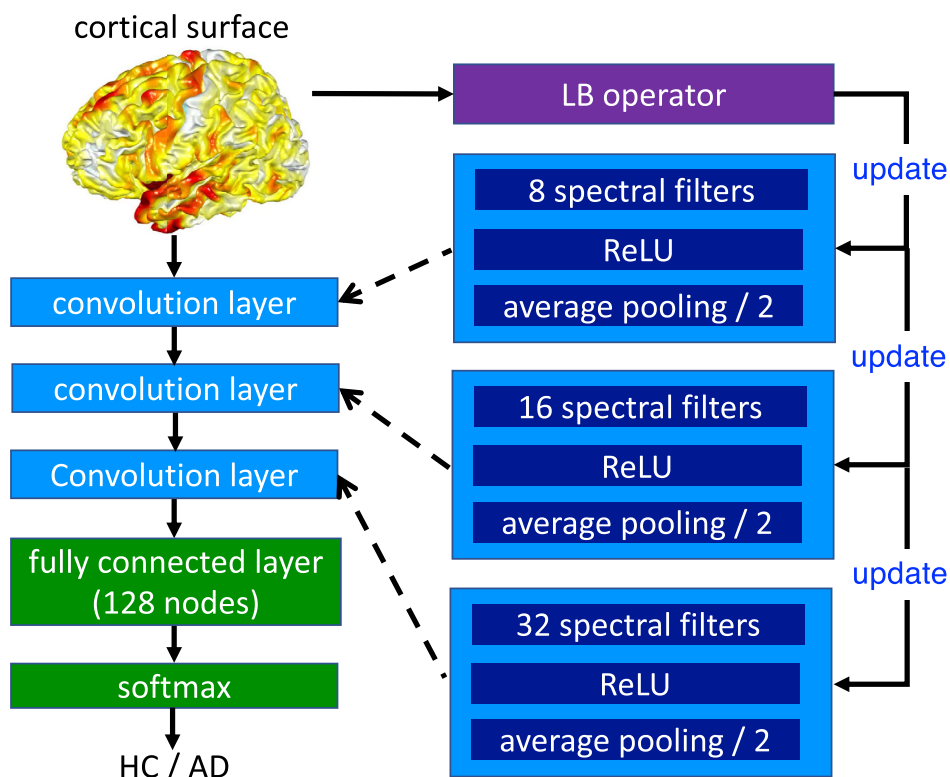 cortical surface
LB operator
update
8 spectral filters
ReLU
average pooling / 2
convolution layer
update
convolution layer
16 spectral filters
ReLU
average pooling / 2
Convolution layer
fully connected layer
(128 nodes)
update
32 spectral filters
ReLU
average pooling / 2
softmax
HC / AD